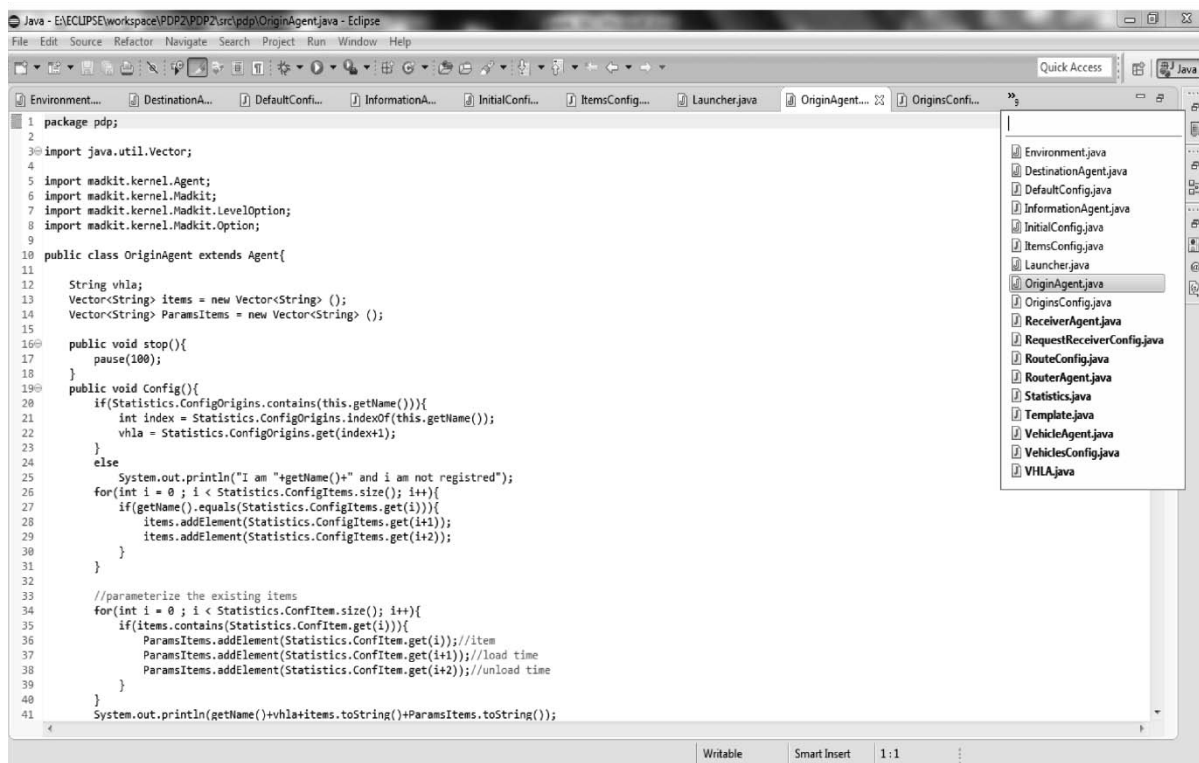 Java - E:\ECLIPSE\workspace\PDP2\PDP2\src\pdp\OriginAgent.java - Eclipse
File Edit Source Refactor Navigate Search Project Run Window Help
Quick Access Java
Environment.... DestinationA... DefaultConfi... InformationA... InitialConfi... ItemsConfig.... Launcher.java OriginAgent.... OriginsConfi... »9
1 package pdp;
2
3 import java.util.Vector;
4
5 import madkit.kernel.Agent;
6 import madkit.kernel.Madkit;
7 import madkit.kernel.Madkit.LevelOption;
8 import madkit.kernel.Madkit.Option;
9
10 public class OriginAgent extends Agent{
11
12 String vhla;
13 Vector<String> items = new Vector<String> ();
14 Vector<String> ParamsItems = new Vector<String> ();
15
16 public void stop(){
17 pause(100);
18 }
19 public void Config(){
20 if(Statistics.ConfigOrigins.contains(this.getName())){
21 int index = Statistics.ConfigOrigins.indexOf(this.getName());
22 vhla = Statistics.ConfigOrigins.get(index+1);
23 }
24 else
25 System.out.println("I am "+getName()+" and i am not registred");
26 for(int i = 0 ; i < Statistics.ConfigItems.size(); i++){
27 if(getName().equals(Statistics.ConfigItems.get(i))){
28 items.addElement(Statistics.ConfigItems.get(i+1));
29 items.addElement(Statistics.ConfigItems.get(i+2));
30 }
31 }
32
33 //parameterize the existing items
34 for(int i = 0 ; i < Statistics.ConfItem.size(); i++){
35 if(items.contains(Statistics.ConfItem.get(i))){
36 ParamsItems.addElement(Statistics.ConfItem.get(i));//item
37 ParamsItems.addElement(Statistics.ConfItem.get(i+1));//load time
38 ParamsItems.addElement(Statistics.ConfItem.get(i+2));//unload time
39 }
40 }
41 System.out.println(getName()+vhla+items.toString()+ParamsItems.toString());
Environment.java
DestinationAgent.java
DefaultConfig.java
InformationAgent.java
InitialConfig.java
ItemsConfig.java
Launcher.java
OriginAgent.java
OriginsConfig.java
ReceiverAgent.java
RequestReceiverConfig.java
RouteConfig.java
RouterAgent.java
Statistics.java
Template.java
VehicleAgent.java
VehiclesConfig.java
VHLA.java
Writable Smart Insert 1 : 1